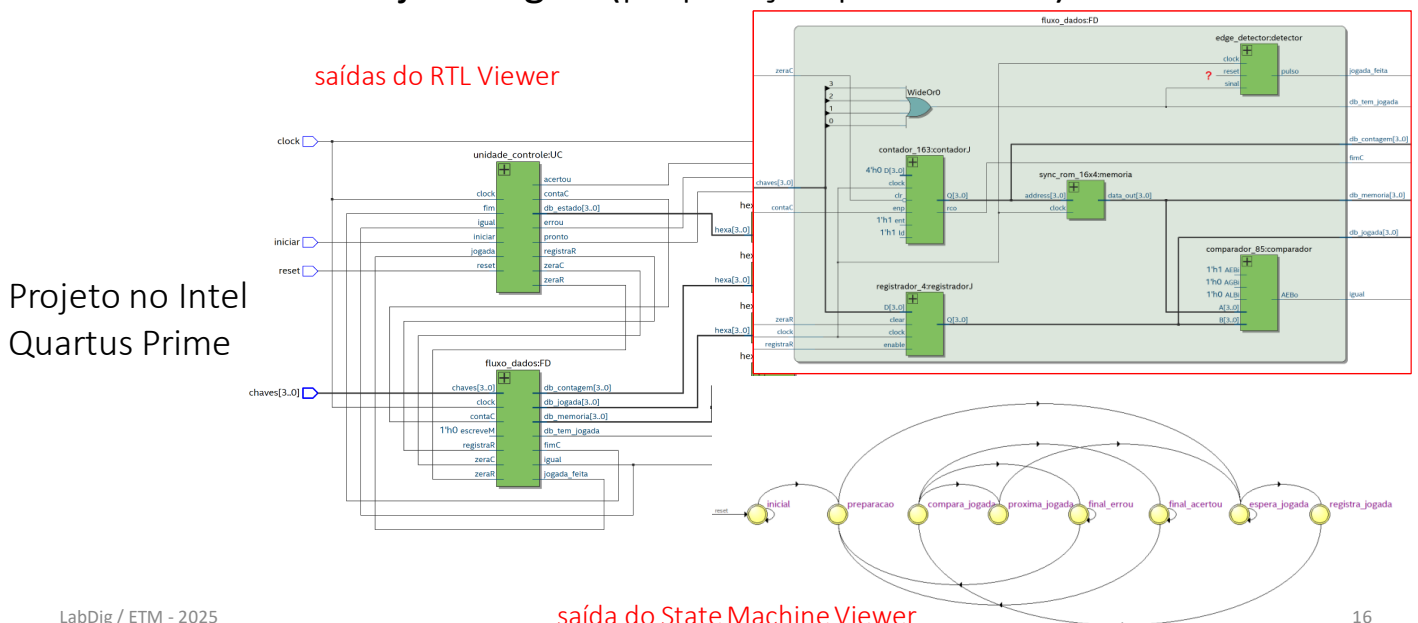 saídas do RTL Viewer
Projeto no Intel
Quartus Prime
clock
iniciar
reset
chaves[3..0]
unidade_controle:UC
clock
fim
igual
iniciar
jogada
reset
acertou
contaC
db_estado[3..0]
errou
pronto
registraR
zeraC
zeraR
hexa[3..0]
hexa[3..0]
hexa[3..0]
fluxo_dados:FD
chaves[3..0]
clock
contaC
1'h0 escreveM
registraR
zeraC
zeraR
db_contagem[3..0]
db_jogada[3..0]
db_memoria[3..0]
db_tem_jogada
fimC
igual
jogada_feita
fluxo_dados:FD
zeraC
chaves[3..0]
contaC
zeraR
clock
registraR
3
2
1
0
WideOr0
edge_detector:detector
clock
? reset
sinal
pulso
contador_163:contadorJ
4'h0 D[3..0]
clock
clr_
enp
1'h1 ent
1'h1 ld
Q[3..0]
rco
sync_rom_16x4:memoria
address[3..0]
clock
data_out[3..0]
registrador_4:registradorJ
D[3..0]
clear
clock
enable
Q[3..0]
comparador_85:comparador
1'h1 AEBi
1'h0 AGBi
1'h0 ALBi
A[3..0]
B[3..0]
AEBo
jogada_feita
db_tem_jogada
db_contagem[3..0]
fimC
db_memoria[3..0]
db_jogada[3..0]
igual
reset
inicial
preparacao
compara_jogada
proxima_jogada
final_errou
final_acertou
espera_jogada
registra_jogada
LabDig / ETM - 2025
saída do State Machine Viewer
16